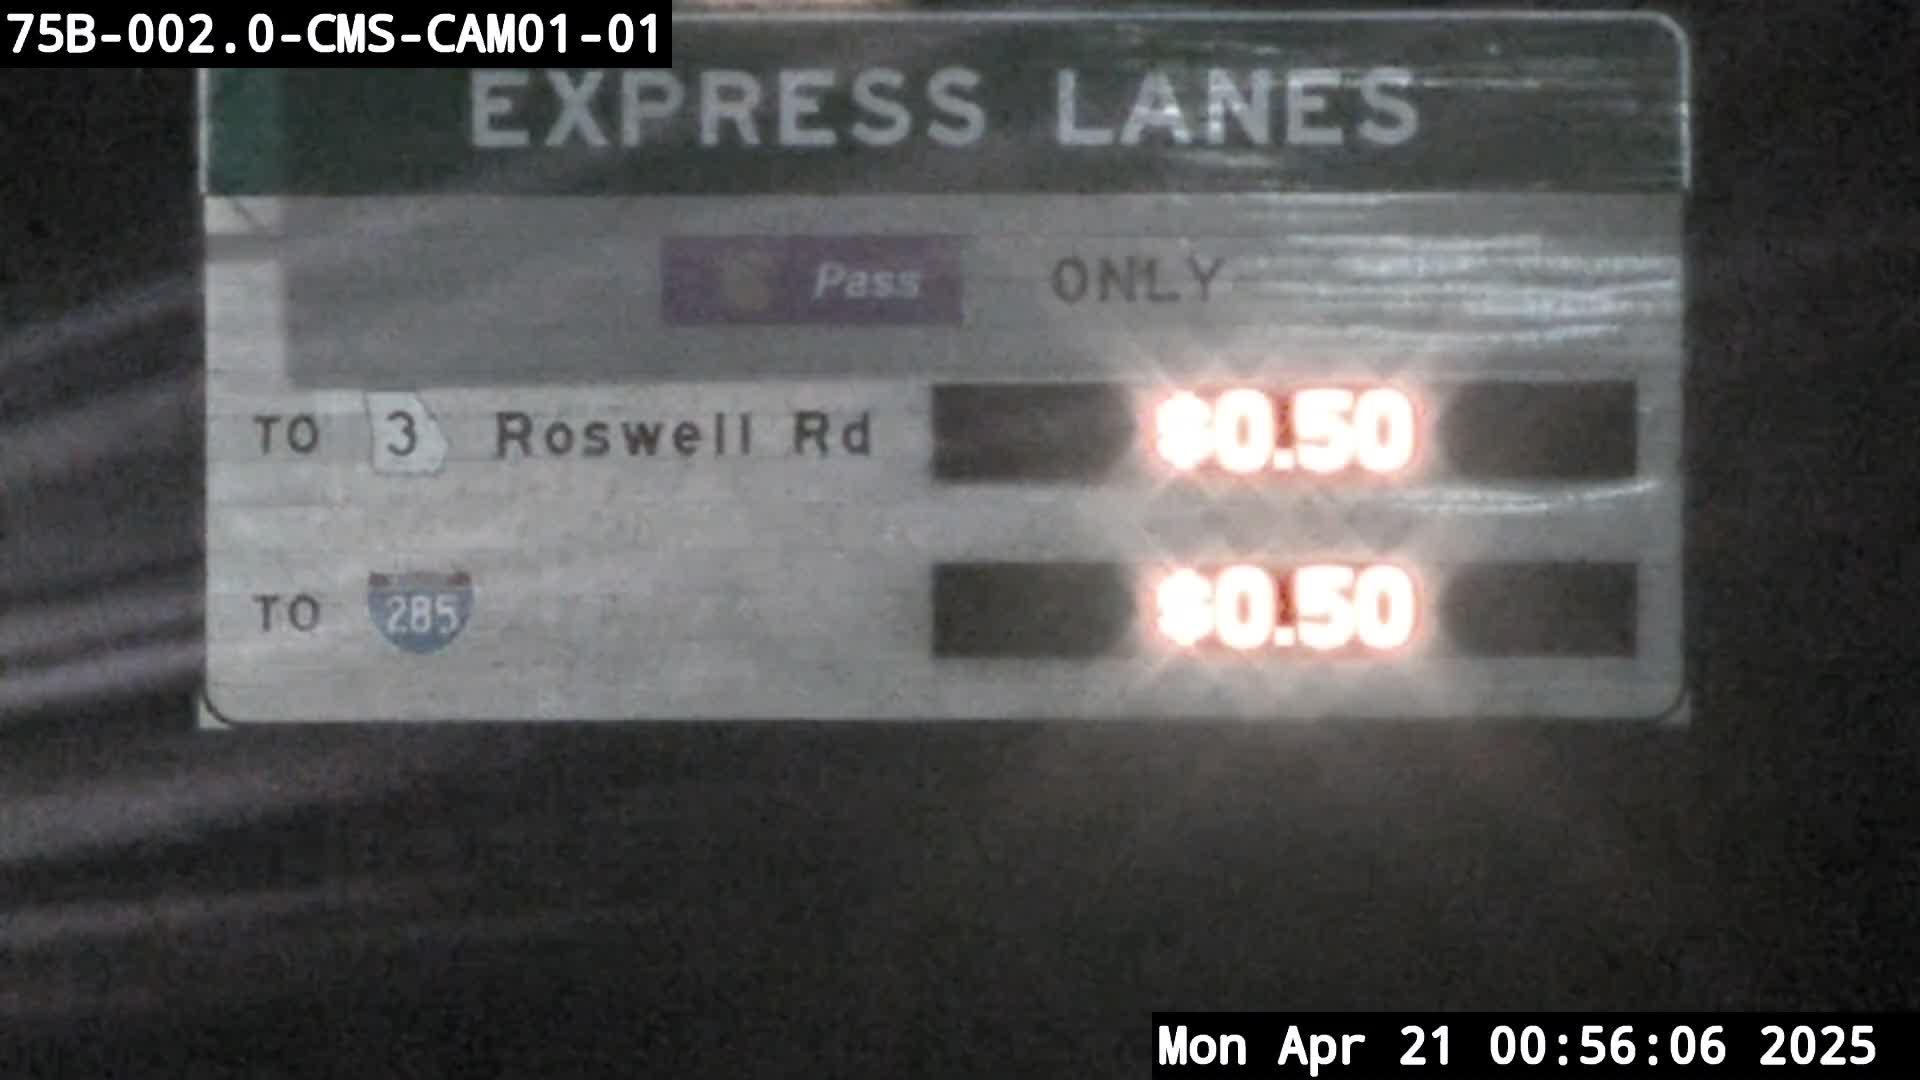 75B-002.0-CMS-CAM01-01
EXPRESS LANES
Pass ONLY
TO 3 Roswell Rd $0.50
TO 285 $0.50
Mon Apr 21 00:56:06 2025